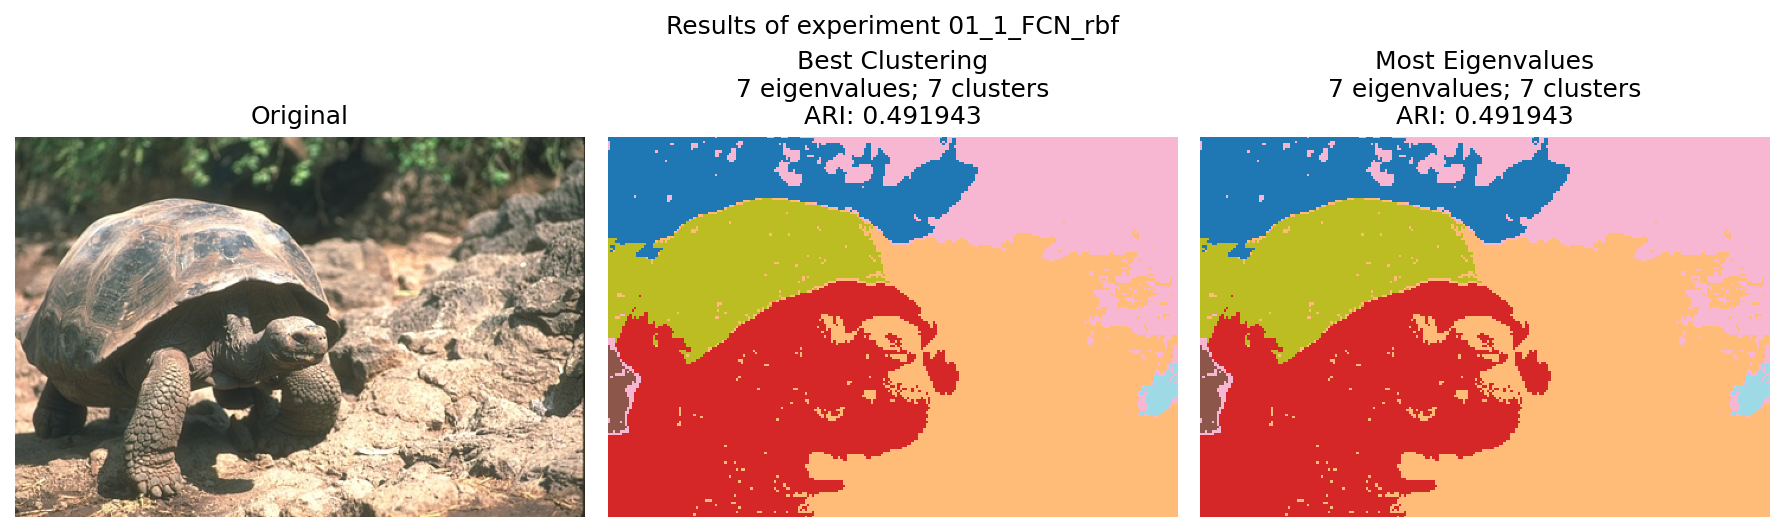 Results of experiment 01_1_FCN_rbf
Original
Best Clustering
7 eigenvalues; 7 clusters
ARI: 0.491943
Most Eigenvalues
7 eigenvalues; 7 clusters
ARI: 0.491943